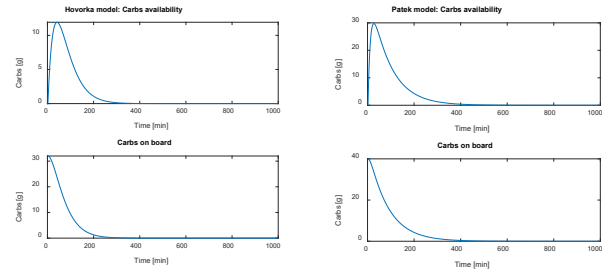 Hovorka model: Carbs availability
Carbs [g]
10
5
0
0 200 400 600 800 1000
Time [min]
Carbs on board
Carbs [g]
30
20
10
0
0 200 400 600 800 1000
Time [min]
Patek model: Carbs availability
Carbs [g]
30
20
10
0
0 200 400 600 800 1000
Time [min]
Carbs on board
Carbs [g]
40
20
0
0 200 400 600 800 1000
Time [min]